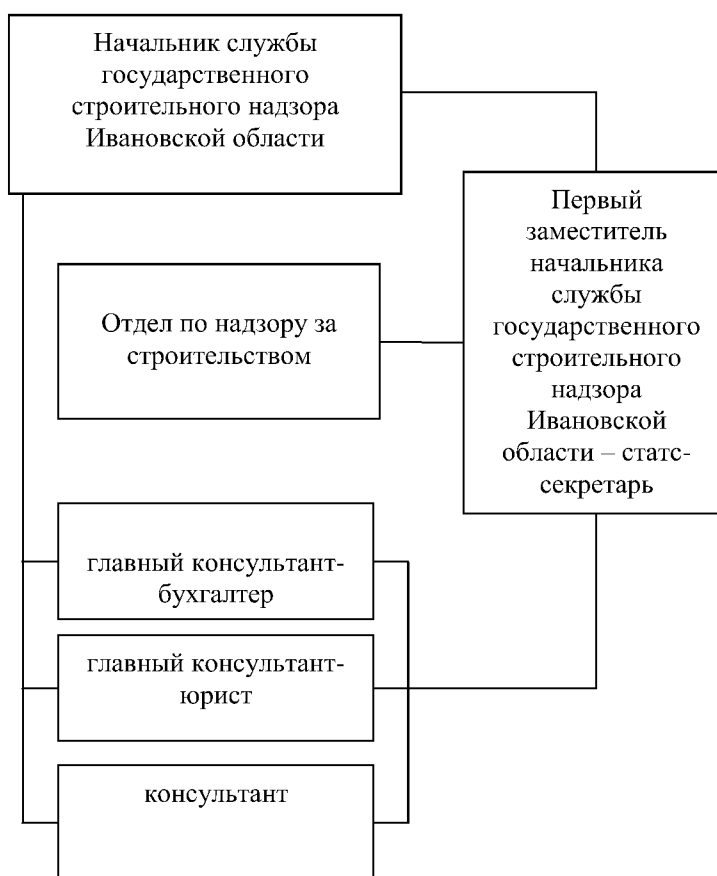 Начальник службы
государственного
строительного надзора
Ивановской области
Первый
заместитель
начальника
службы
государственного
строительного
надзора
Ивановской
области – статс-
секретарь
Отдел по надзору за
строительством
главный консультант-
бухгалтер
главный консультант-
юрист
консультант